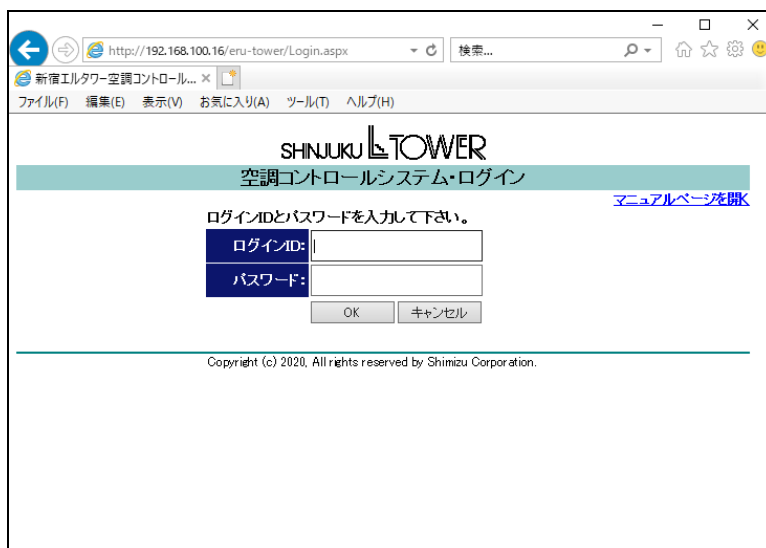 http://192.168.100.16/eru-tower/Login.aspx
検索...
新宿エルタワー空調コントロール...
ファイル(F) 編集(E) 表示(V) お気に入り(A) ツール(T) ヘルプ(H)
SHINJUKU L TOWER
空調コントロールシステム・ログイン
マニュアルページを開く
ログインIDとパスワードを入力して下さい。
ログインID:
パスワード:
OK キャンセル
Copyright (c) 2020, All rights reserved by Shimizu Corporation.